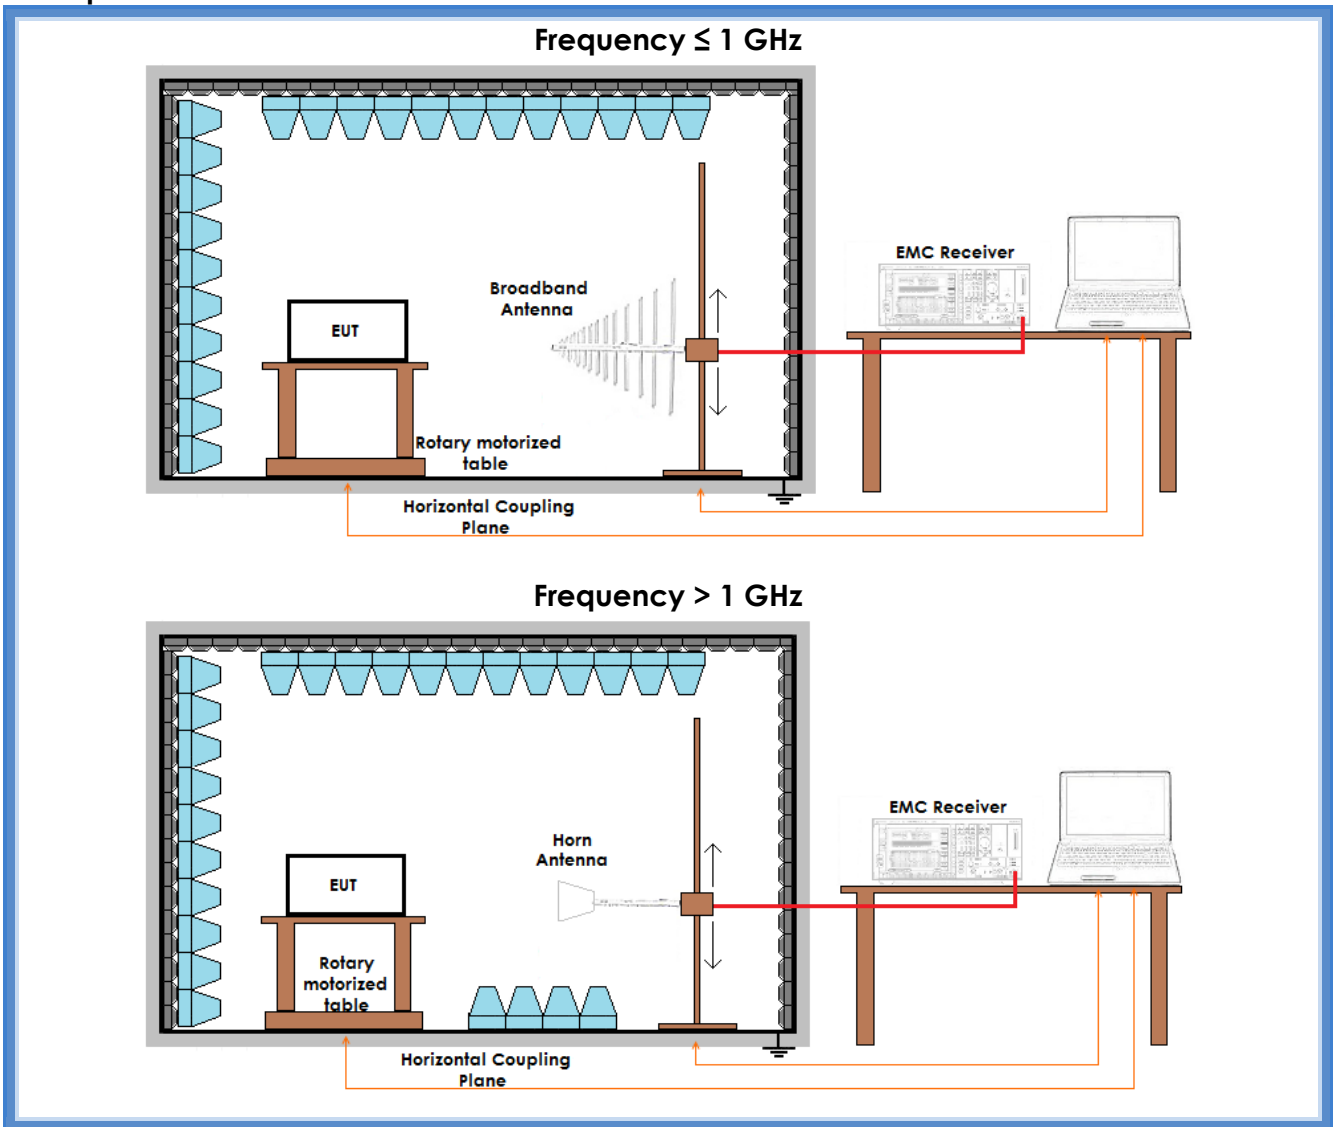 Frequency ≤ 1 GHz
EMC Receiver
Broadband
Antenna
EUT
Rotary motorized
table
Horizontal Coupling
Plane
Frequency > 1 GHz
EMC Receiver
Horn
Antenna
EUT
Rotary
motorized
table
Horizontal Coupling
Plane